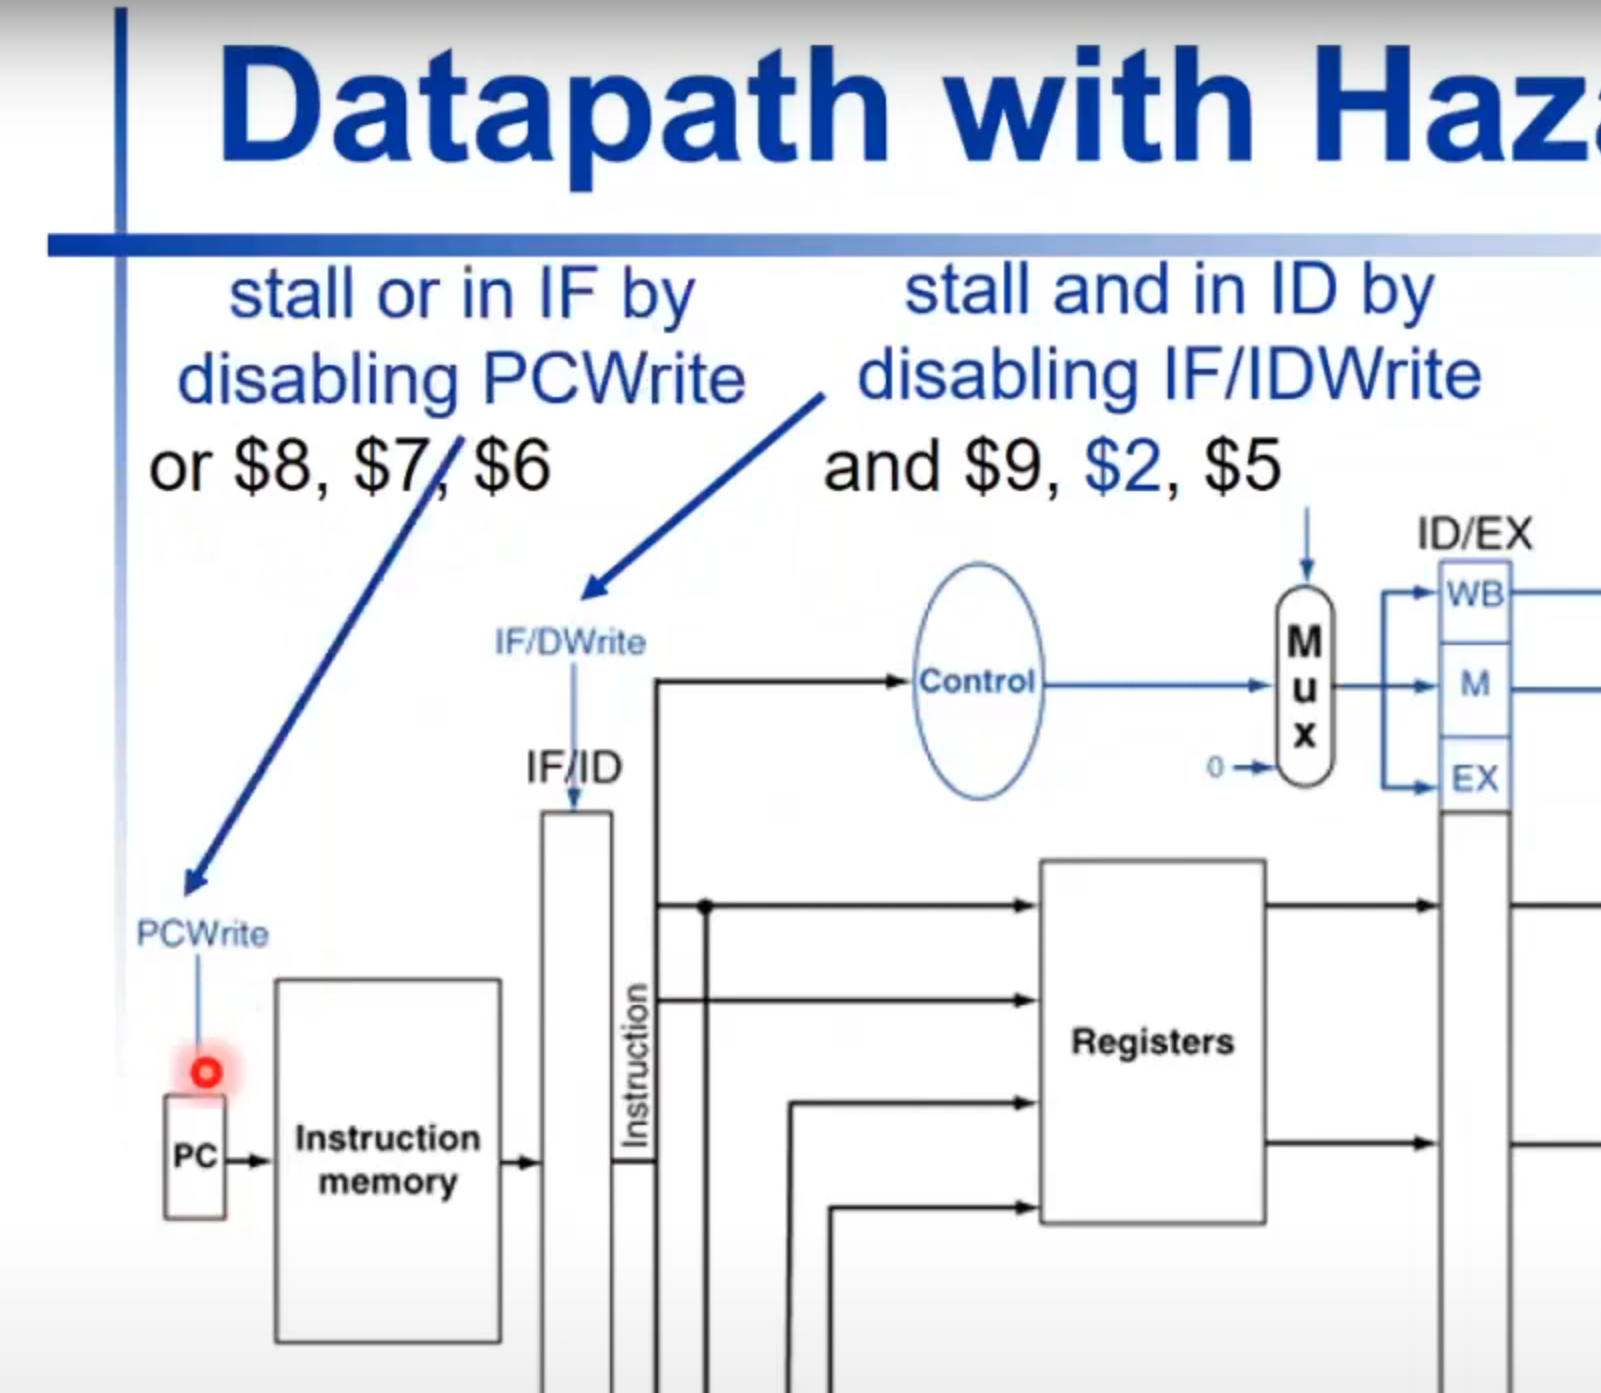 Datapath with Haza
stall or in IF by
disabling PCWrite
or $8, $7, $6
stall and in ID by
disabling IF/IDWrite
and $9, $2, $5
ID/EX
WB
M
EX
IF/DWrite
Control
Mux
0
IF/ID
PCWrite
PC
Instruction
memory
Instruction
Registers